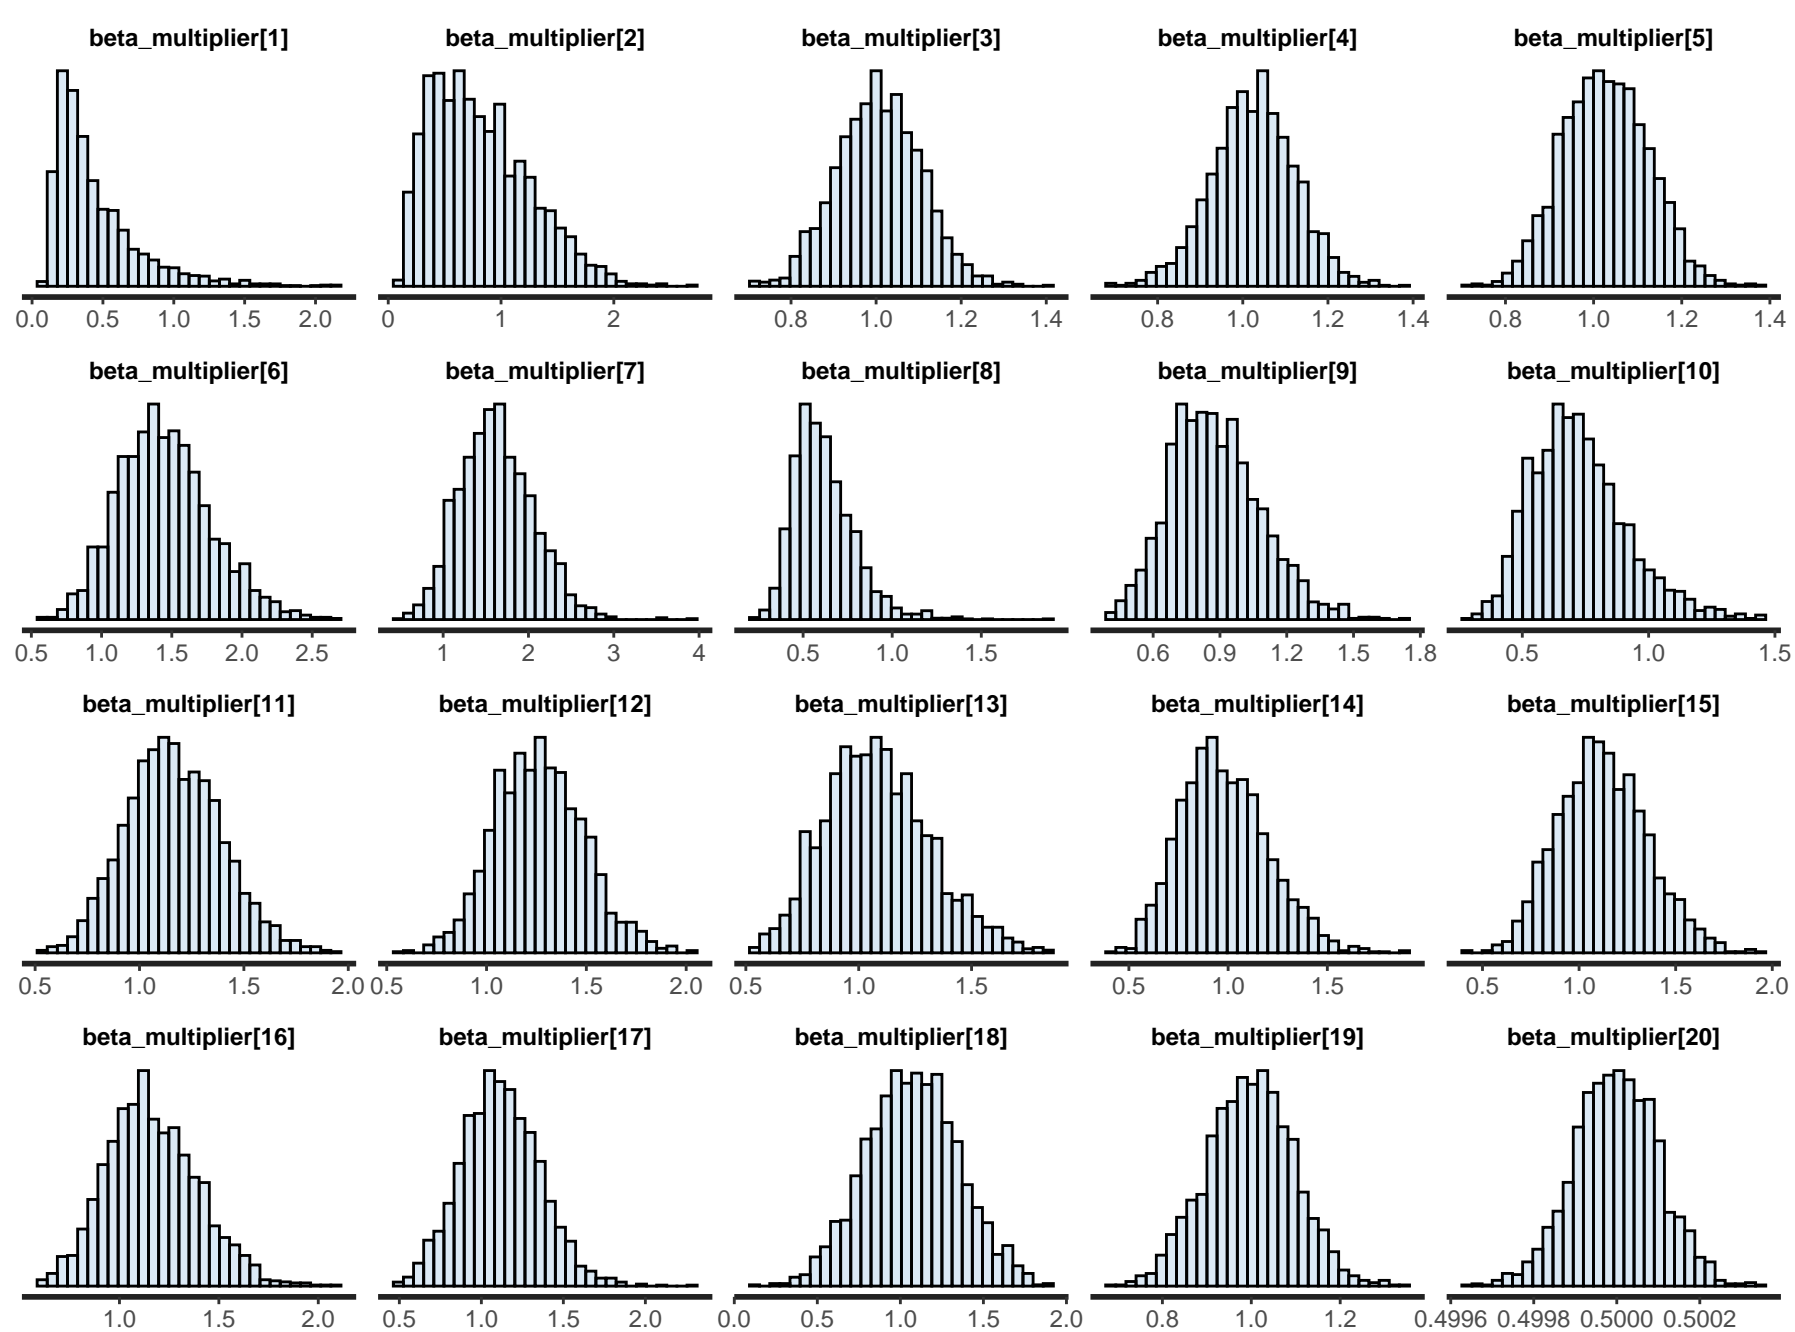 beta_multiplier[1] beta_multiplier[2] beta_multiplier[3] beta_multiplier[4] beta_multiplier[5]
0.0 0.5 1.0 1.5 2.0 0 1 2 0.8 1.0 1.2 1.4 0.8 1.0 1.2 1.4 0.8 1.0 1.2 1.4
beta_multiplier[6] beta_multiplier[7] beta_multiplier[8] beta_multiplier[9] beta_multiplier[10]
0.5 1.0 1.5 2.0 2.5 1 2 3 4 0.5 1.0 1.5 0.6 0.9 1.2 1.5 1.8 0.5 1.0 1.5
beta_multiplier[11] beta_multiplier[12] beta_multiplier[13] beta_multiplier[14] beta_multiplier[15]
0.5 1.0 1.5 2.0 0.5 1.0 1.5 2.0 0.5 1.0 1.5 0.5 1.0 1.5 0.5 1.0 1.5 2.0
beta_multiplier[16] beta_multiplier[17] beta_multiplier[18] beta_multiplier[19] beta_multiplier[20]
1.0 1.5 2.0 0.5 1.0 1.5 2.0 0.0 0.5 1.0 1.5 2.0 0.8 1.0 1.2 0.4996 0.4998 0.5000 0.5002